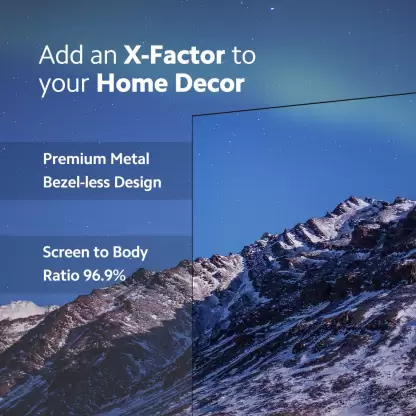 Add an X-Factor to
your Home Decor
Premium Metal
Bezel-less Design
Screen to Body
Ratio 96.9%